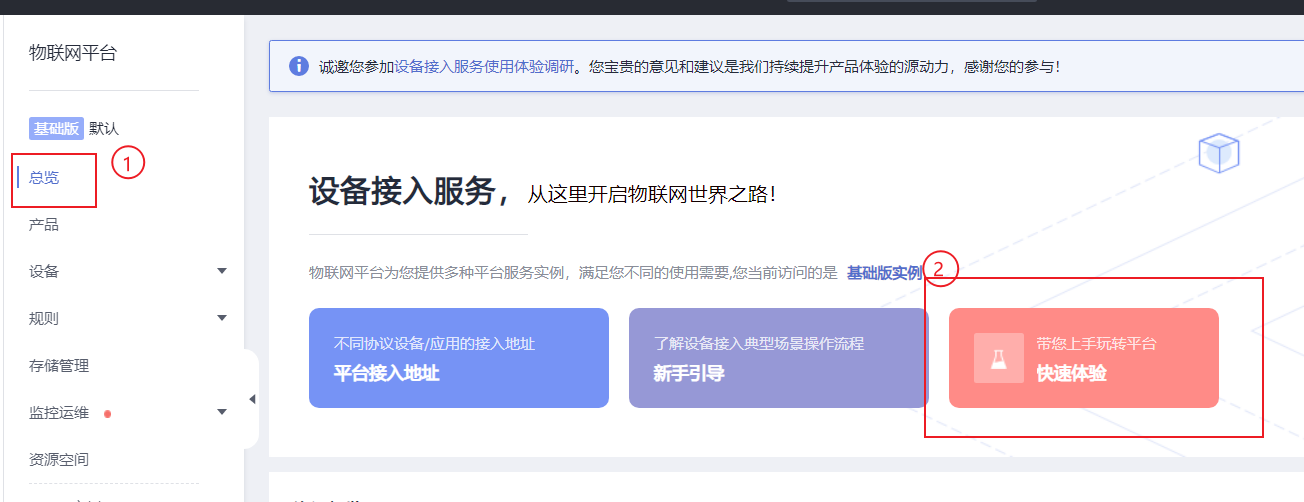 物联网平台
诚邀您参加设备接入服务使用体验调研。您宝贵的意见和建议是我们持续提升产品体验的源动力，感谢您的参与！
基础版 默认
总览
1
产品
设备
规则
存储管理
监控运维
资源空间
设备接入服务，从这里开启物联网世界之路！
物联网平台为您提供多种平台服务实例，满足您不同的使用需要,您当前访问的是 基础版实例
2
不同协议设备/应用的接入地址
平台接入地址
了解设备接入典型场景操作流程
新手引导
带您上手玩转平台
快速体验